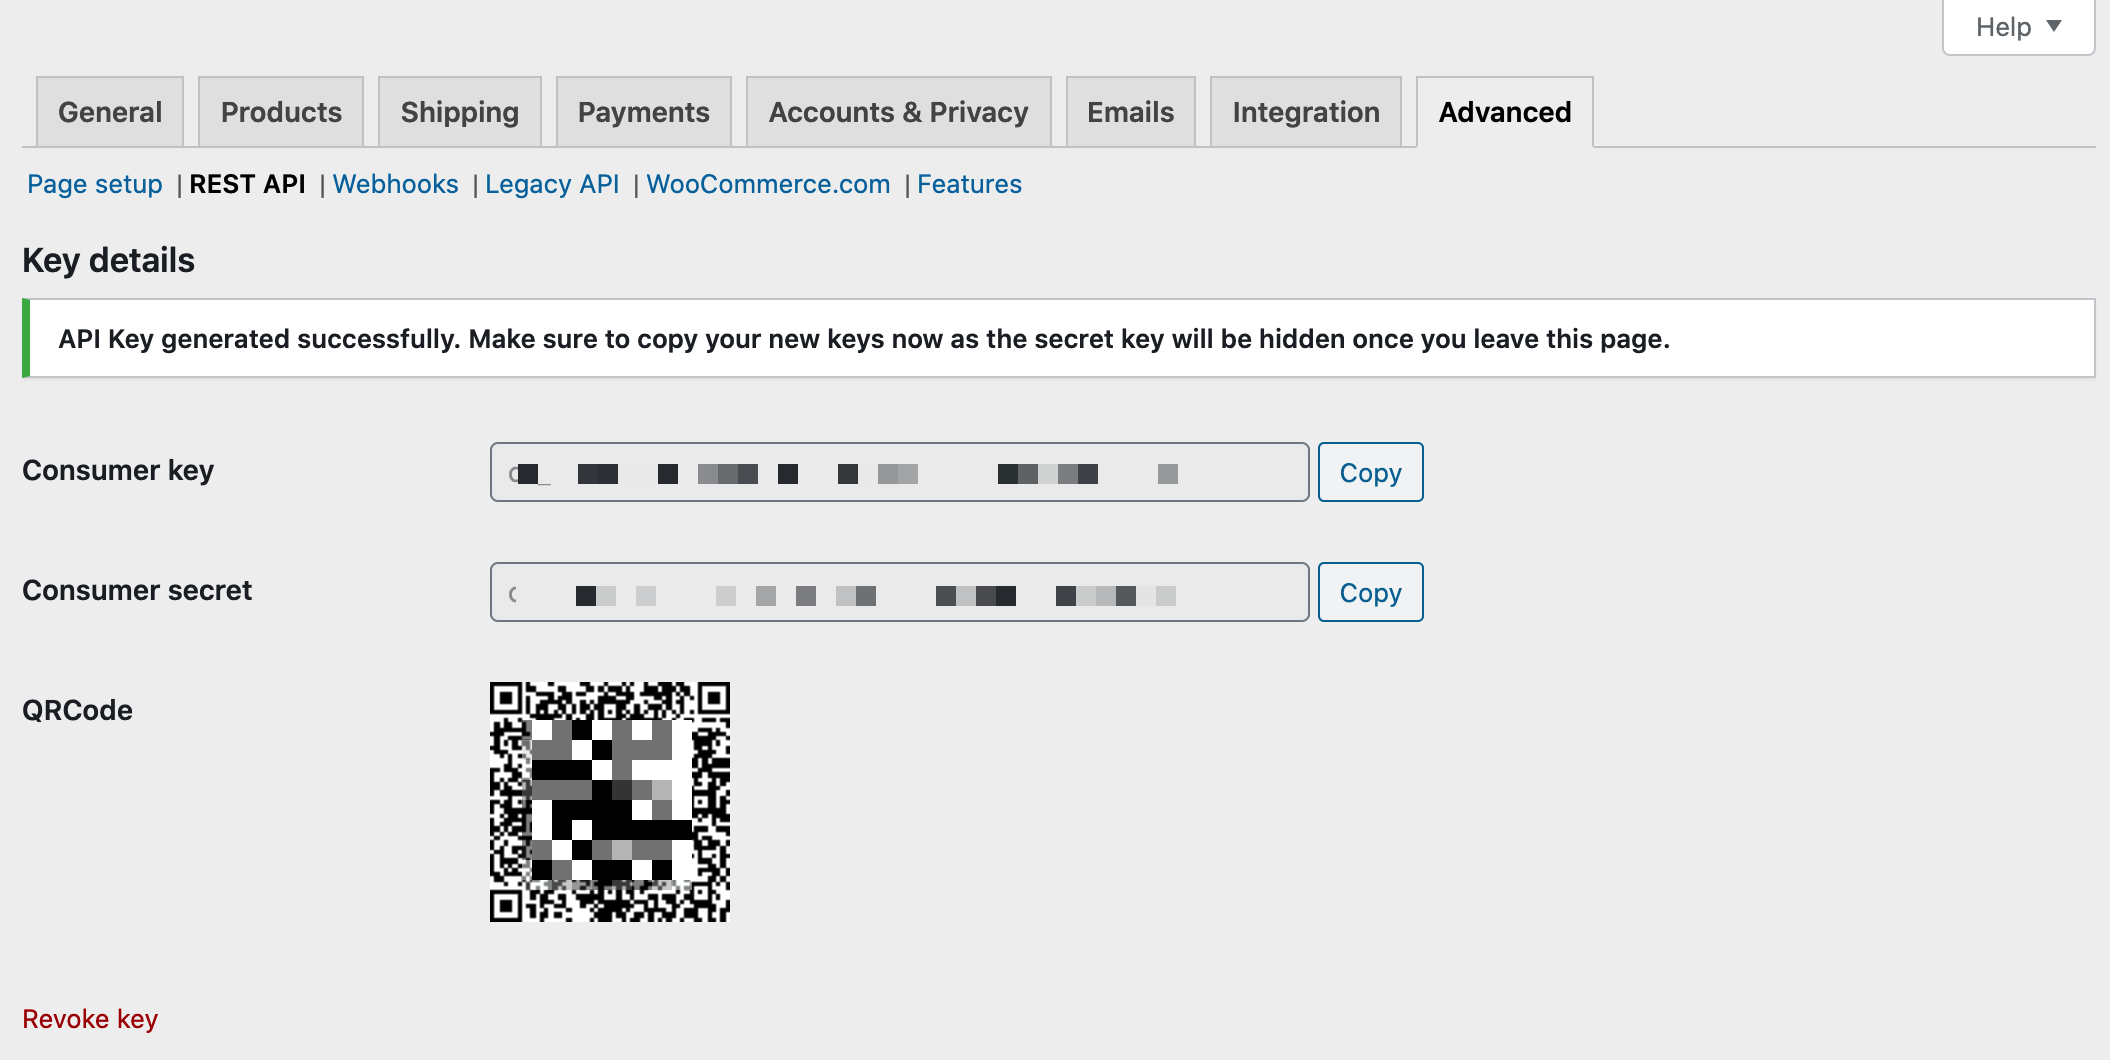 Help
General Products Shipping Payments Accounts & Privacy Emails Integration Advanced
Page setup | REST API | Webhooks | Legacy API | WooCommerce.com | Features
Key details
API Key generated successfully. Make sure to copy your new keys now as the secret key will be hidden once you leave this page.
Consumer key
Copy
Consumer secret
Copy
QRCode
Revoke key